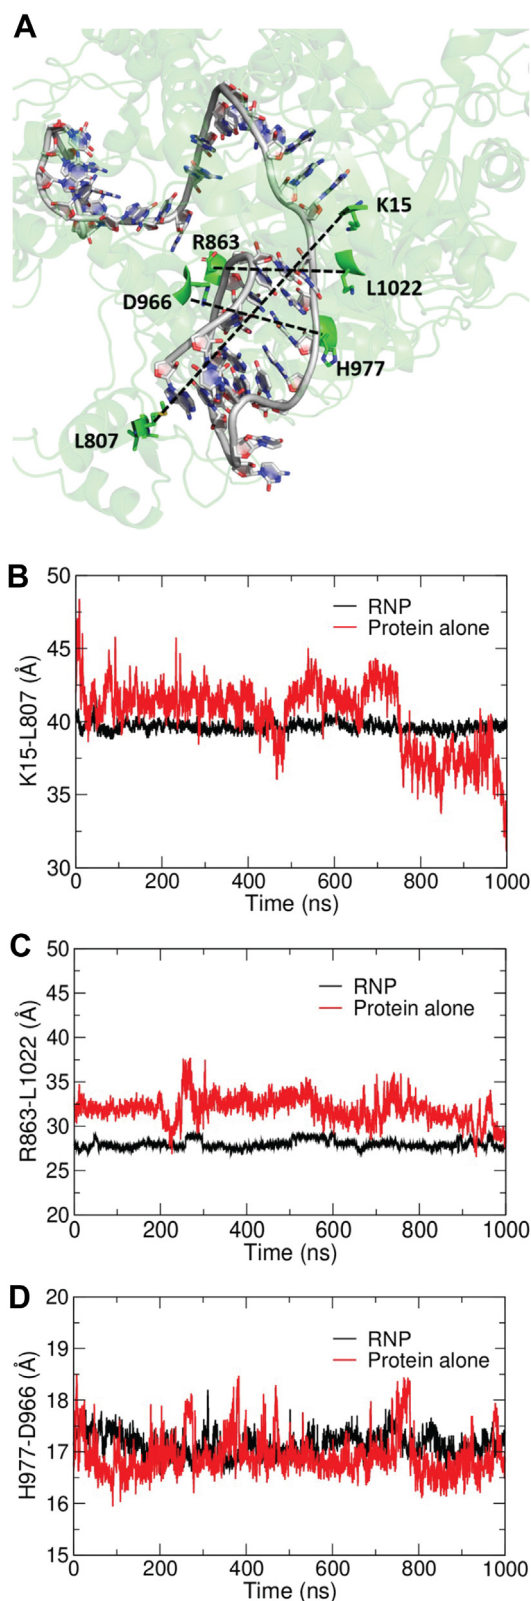 A
K15
R863
L1022
D966
H977
L807
B
50
RNP
Protein alone
45
K15-L807 (Å)
40
35
30
0 200 400 600 800 1000
Time (ns)
C
50
RNP
45
Protein alone
40
R863-L1022 (Å)
35
30
25
20
0 200 400 600 800 1000
Time (ns)
D
20
RNP
19
Protein alone
H977-D966 (Å)
18
17
16
15
0 200 400 600 800 1000
Time (ns)